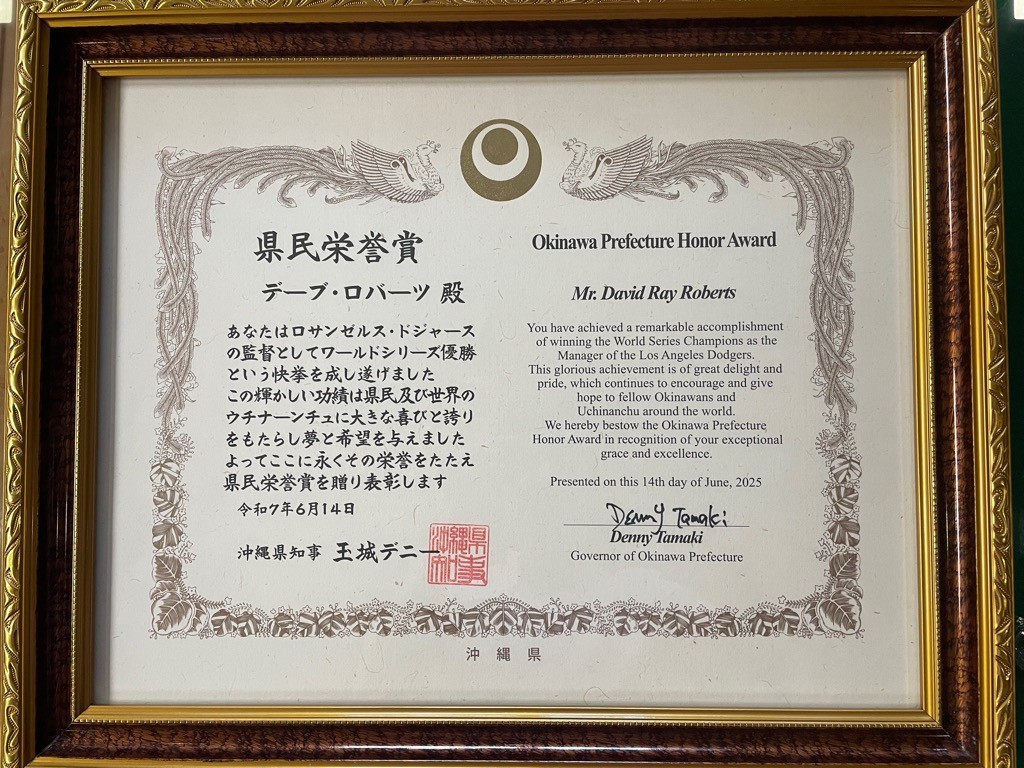 県民栄誉賞
デーブ・ロバーツ 殿
あなたはロサンゼルス・ドジャース
の監督としてワールドシリーズ優勝
という快挙を成し遂げました
この輝かしい功績は県民及び世界の
ウチナーンチュに大きな喜びと誇り
をもたらし夢と希望を与えました
よってここに永くその栄誉をたたえ
県民栄誉賞を贈り表彰します
令和7年6月14日
沖縄県知事 玉城デニー
沖縄県知事
Okinawa Prefecture Honor Award
Mr. David Ray Roberts
You have achieved a remarkable accomplishment
of winning the World Series Champions as the
Manager of the Los Angeles Dodgers.
This glorious achievement is of great delight and
pride, which continues to encourage and give
hope to fellow Okinawans and
Uchinanchu around the world.
We hereby bestow the Okinawa Prefecture
Honor Award in recognition of your exceptional
grace and excellence.
Presented on this 14th day of June, 2025
Denny Tamaki
Denny Tamaki
Governor of Okinawa Prefecture
沖縄県